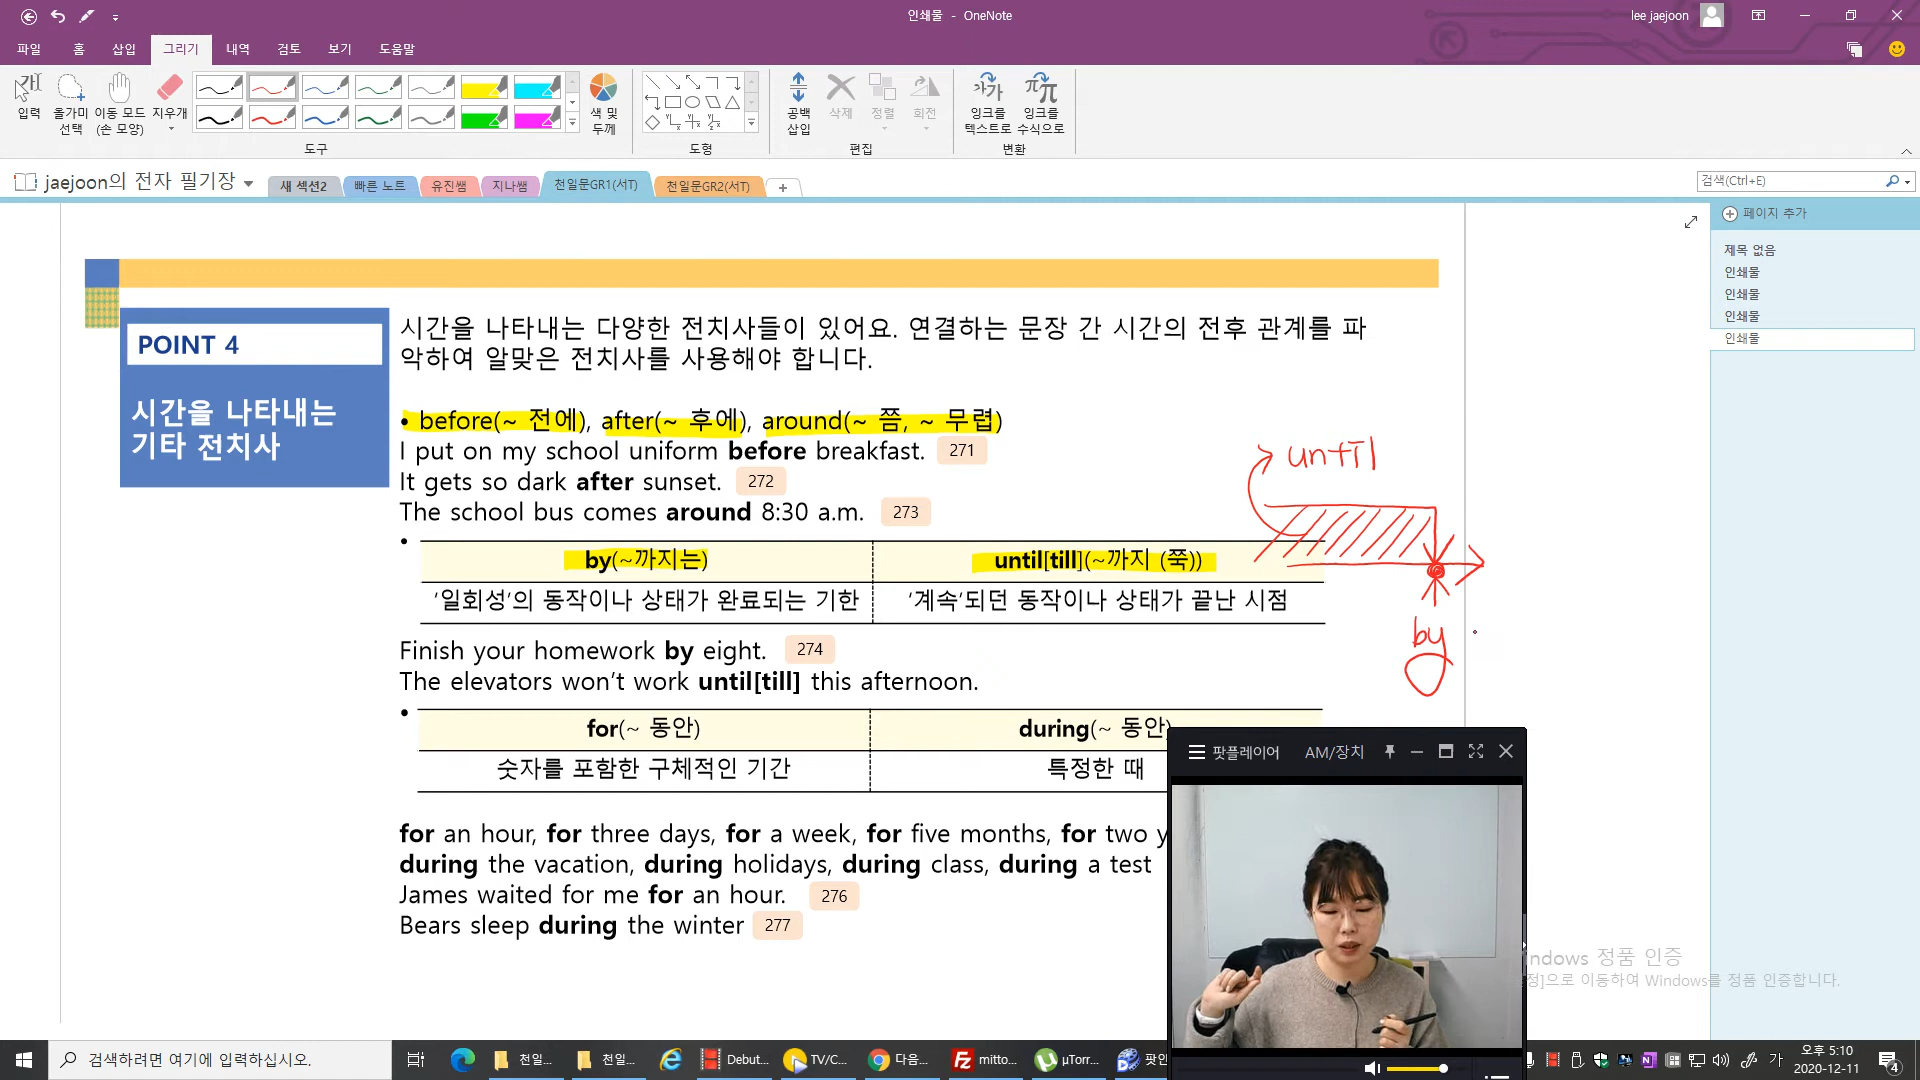 인쇄물 - OneNote
lee jaejoon
파일 홈 삽입 그리기 내역 검토 보기 도움말
입력 올가미 선택 이동 모드 (손 모양) 지우개 색 및 두께 공백 삽입 삭제 정렬 회전 잉크를 텍스트로 잉크를 수식으로
도구 도형 편집 변환
jaejoon의 전자 필기장 새 섹션2 빠른 노트 유진쌤 지나쌤 천일문GR1(서T) 천일문GR2(서T) +
검색(Ctrl+E)
페이지 추가
제목 없음
인쇄물
인쇄물
인쇄물
인쇄물
POINT 4
시간을 나타내는
기타 전치사
시간을 나타내는 다양한 전치사들이 있어요. 연결하는 문장 간 시간의 전후 관계를 파
악하여 알맞은 전치사를 사용해야 합니다.
• before(~ 전에), after(~ 후에), around(~ 쯤, ~ 무렵)
I put on my school uniform before breakfast. 271
It gets so dark after sunset. 272
The school bus comes around 8:30 a.m. 273
until
• by(~까지는) until[till](~까지 (쭉))
'일회성'의 동작이나 상태가 완료되는 기한 '계속'되던 동작이나 상태가 끝난 시점
by
Finish your homework by eight. 274
The elevators won't work until[till] this afternoon.
• for(~ 동안) during(~ 동안)
숫자를 포함한 구체적인 기간 특정한 때
for an hour, for three days, for a week, for five months, for two y
during the vacation, during holidays, during class, during a test
James waited for me for an hour. 276
Bears sleep during the winter 277
팟플레이어 AM/장치
ndows 정품 인증
정]으로 이동하여 Windows를 정품 인증합니다.
검색하려면 여기에 입력하십시오.
천일... 천일... Debut... TV/C... 다음... mitto... µTorr... 팟인
가 오후 5:10
2020-12-11
4